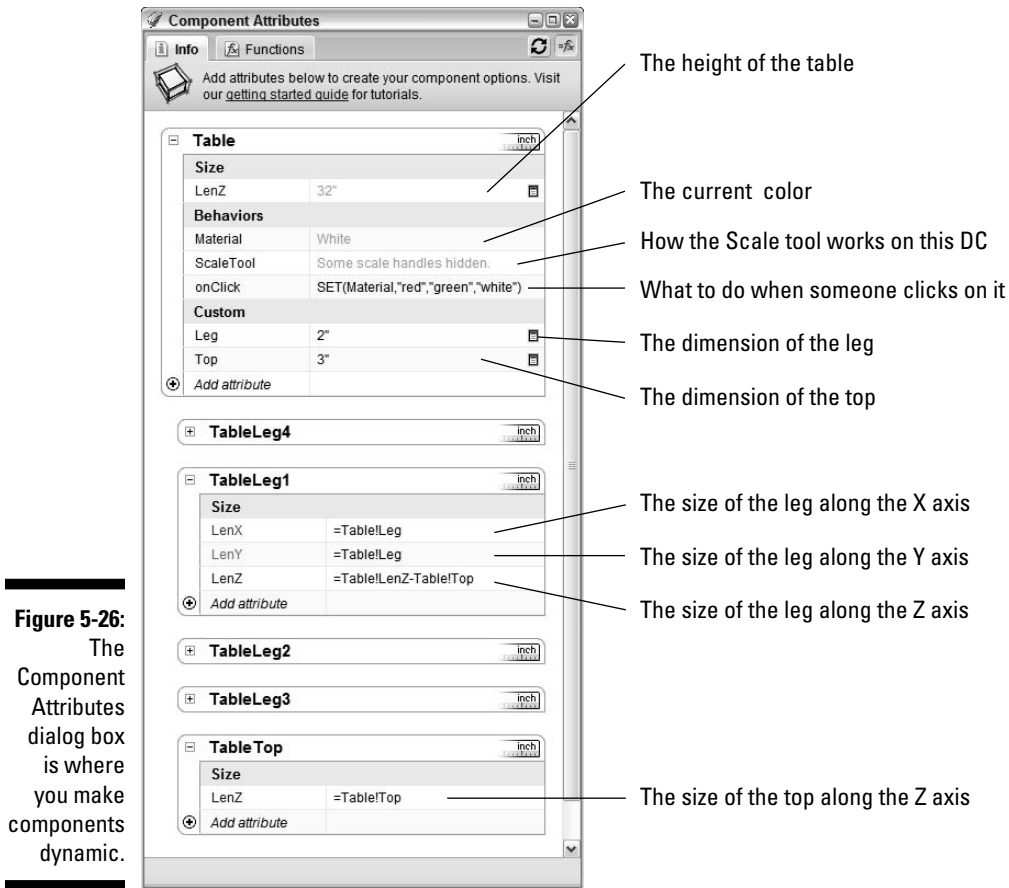 Component Attributes
Info
Functions
=fx
Add attributes below to create your component options. Visit
our getting started guide for tutorials.
Table
inch
Size
LenZ 32"
Behaviors
Material White
ScaleTool Some scale handles hidden.
onClick SET(Material,"red","green","white")
Custom
Leg 2"
Top 3"
Add attribute
TableLeg4
inch
TableLeg1
inch
Size
LenX =Table!Leg
LenY =Table!Leg
LenZ =Table!LenZ-Table!Top
Add attribute
TableLeg2
inch
TableLeg3
inch
TableTop
inch
Size
LenZ =Table!Top
Add attribute
The height of the table
The current color
How the Scale tool works on this DC
What to do when someone clicks on it
The dimension of the leg
The dimension of the top
The size of the leg along the X axis
The size of the leg along the Y axis
The size of the leg along the Z axis
The size of the top along the Z axis
Figure 5-26:
The
Component
Attributes
dialog box
is where
you make
components
dynamic.